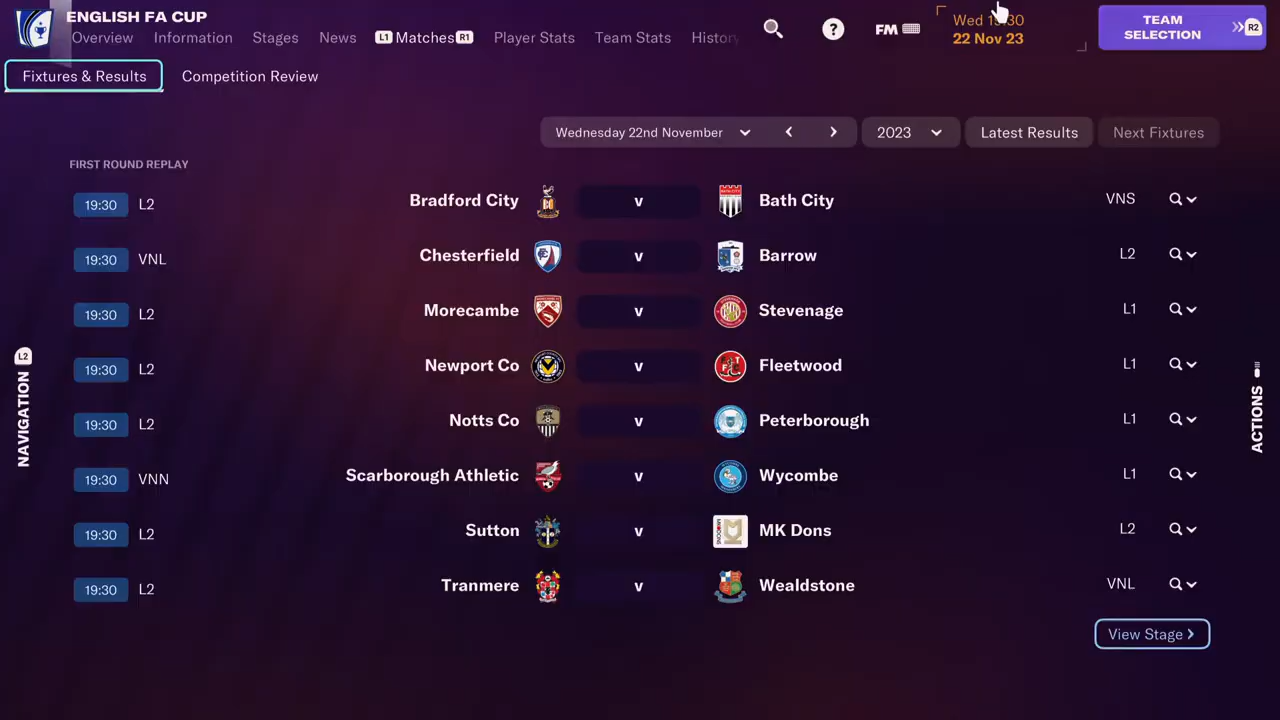 ENGLISH FA CUP
Overview Information Stages News L1 Matches R1 Player Stats Team Stats History
? FM
Wed 19:30
22 Nov 23
TEAM SELECTION R2
Fixtures & Results Competition Review
Wednesday 22nd November 2023 Latest Results Next Fixtures
FIRST ROUND REPLAY
19:30 L2 Bradford City v Bath City VNS
19:30 VNL Chesterfield v Barrow L2
19:30 L2 Morecambe v Stevenage L1
19:30 L2 Newport Co v Fleetwood L1
19:30 L2 Notts Co v Peterborough L1
19:30 VNN Scarborough Athletic v Wycombe L1
19:30 L2 Sutton v MK Dons L2
19:30 L2 Tranmere v Wealdstone VNL
View Stage
NAVIGATION L2
ACTIONS